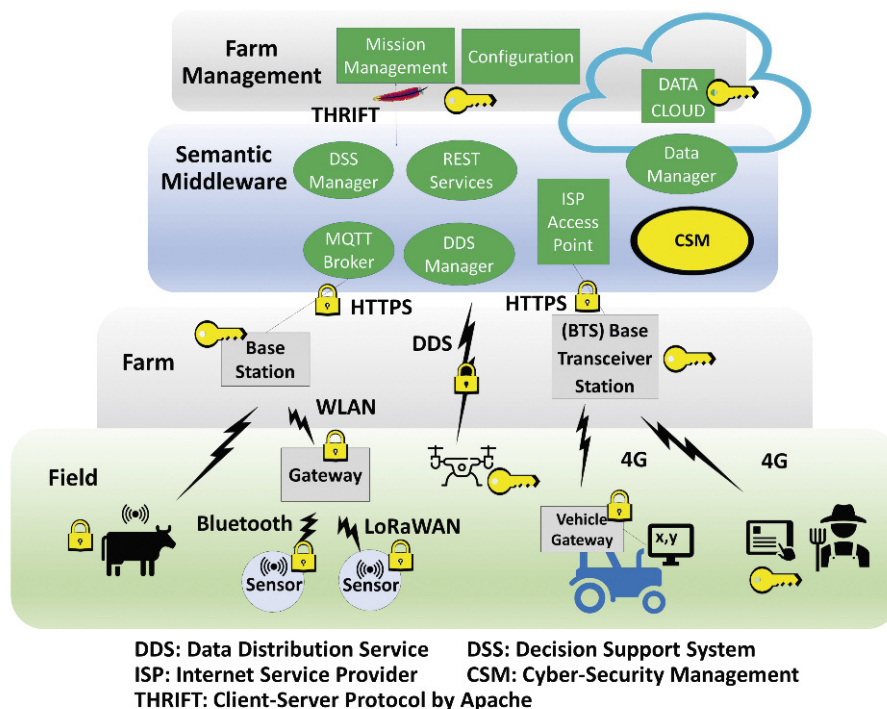 Farm
Management
Mission
Management
Configuration
DATA
CLOUD
THRIFT
Semantic
Middleware
DSS
Manager
REST
Services
Data
Manager
ISP
Access
Point
MQTT
Broker
DDS
Manager
CSM
HTTPS
HTTPS
Farm
Base
Station
DDS
(BTS) Base
Transceiver
Station
WLAN
Field
Gateway
4G
4G
Bluetooth
LoRaWAN
Vehicle
Gateway
x,y
Sensor
Sensor
DDS: Data Distribution Service
DSS: Decision Support System
ISP: Internet Service Provider
CSM: Cyber-Security Management
THRIFT: Client-Server Protocol by Apache